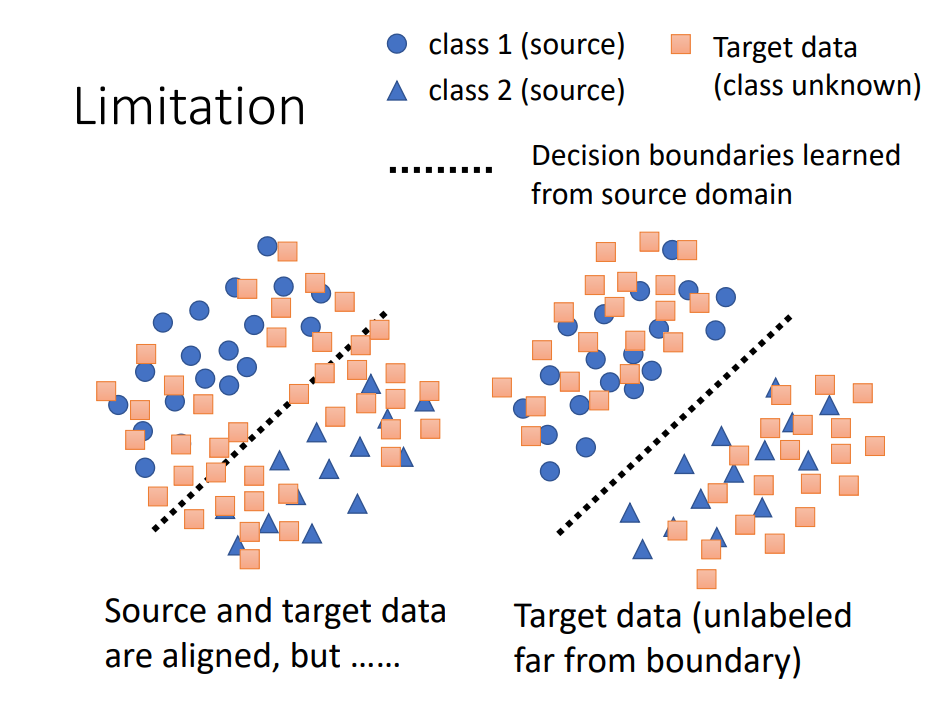 Limitation
class 1 (source)
class 2 (source)
Target data
(class unknown)
Decision boundaries learned
from source domain
Source and target data
are aligned, but ……
Target data (unlabeled
far from boundary)